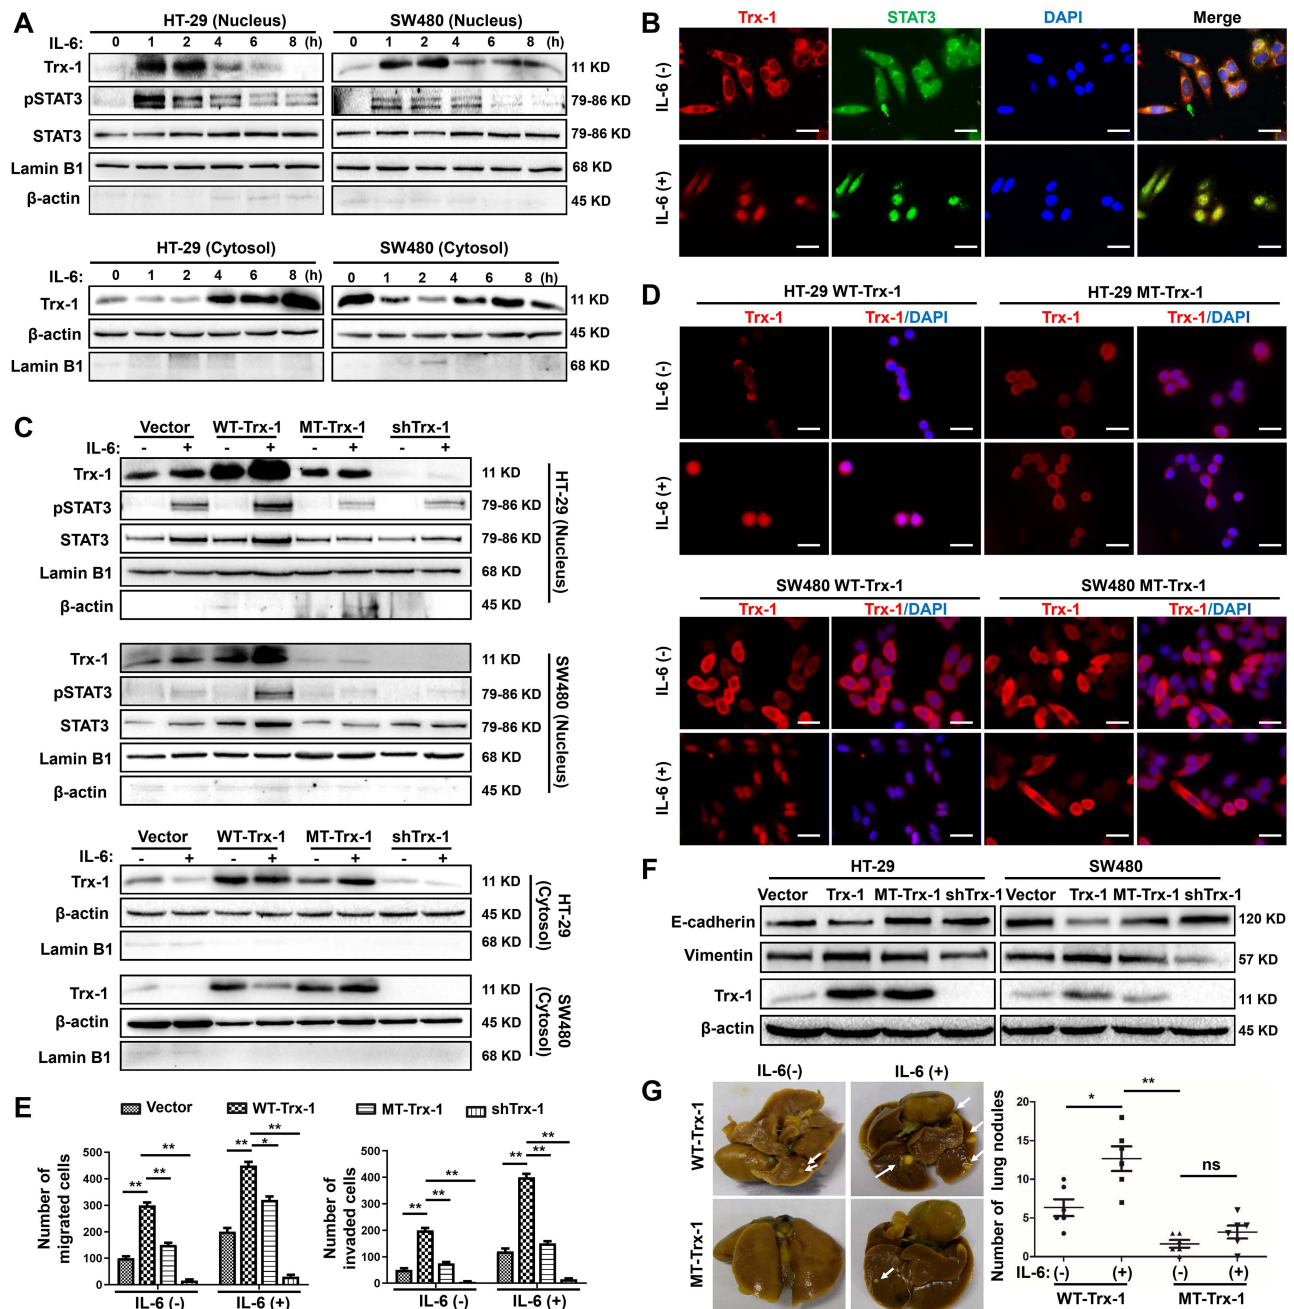 A
HT-29 (Nucleus)
SW480 (Nucleus)
IL-6: 0 1 2 4 6 8 (h) 0 1 2 4 6 8 (h)
Trx-1 11 KD
pSTAT3 79-86 KD
STAT3 79-86 KD
Lamin B1 68 KD
β-actin 45 KD
HT-29 (Cytosol)
SW480 (Cytosol)
IL-6: 0 1 2 4 6 8 (h) 0 1 2 4 6 8 (h)
Trx-1 11 KD
β-actin 45 KD
Lamin B1 68 KD
B
Trx-1 STAT3 DAPI Merge
IL-6 (-)
IL-6 (+)
C
Vector WT-Trx-1 MT-Trx-1 shTrx-1
IL-6: - + - + - + - +
Trx-1 11 KD
pSTAT3 79-86 KD
STAT3 79-86 KD
Lamin B1 68 KD
β-actin 45 KD
HT-29 (Nucleus)
Trx-1 11 KD
pSTAT3 79-86 KD
STAT3 79-86 KD
Lamin B1 68 KD
β-actin 45 KD
SW480 (Nucleus)
Vector WT-Trx-1 MT-Trx-1 shTrx-1
IL-6: - + - + - + - +
Trx-1 11 KD
β-actin 45 KD
Lamin B1 68 KD
HT-29
(Cytosol)
Trx-1 11 KD
β-actin 45 KD
Lamin B1 68 KD
SW480
(Cytosol)
D
HT-29 WT-Trx-1
HT-29 MT-Trx-1
Trx-1 Trx-1/DAPI Trx-1 Trx-1/DAPI
IL-6 (-)
IL-6 (+)
SW480 WT-Trx-1
SW480 MT-Trx-1
Trx-1 Trx-1/DAPI Trx-1 Trx-1/DAPI
IL-6 (-)
IL-6 (+)
E
Vector WT-Trx-1 MT-Trx-1 shTrx-1
Number of
migrated cells
500
400
300
200
100
0
** ** ** ** * **
IL-6 (-) IL-6 (+)
Number of
invaded cells
500
400
300
200
100
0
** ** ** ** ** **
IL-6 (-) IL-6 (+)
F
HT-29 SW480
Vector Trx-1 MT-Trx-1 shTrx-1 Vector Trx-1 MT-Trx-1 shTrx-1
E-cadherin 120 KD
Vimentin 57 KD
Trx-1 11 KD
β-actin 45 KD
G
IL-6(-) IL-6 (+)
WT-Trx-1
MT-Trx-1
Number of lung nodules
20
15
10
5
0
* ** ns
IL-6: (-) (+) (-) (+)
WT-Trx-1 MT-Trx-1